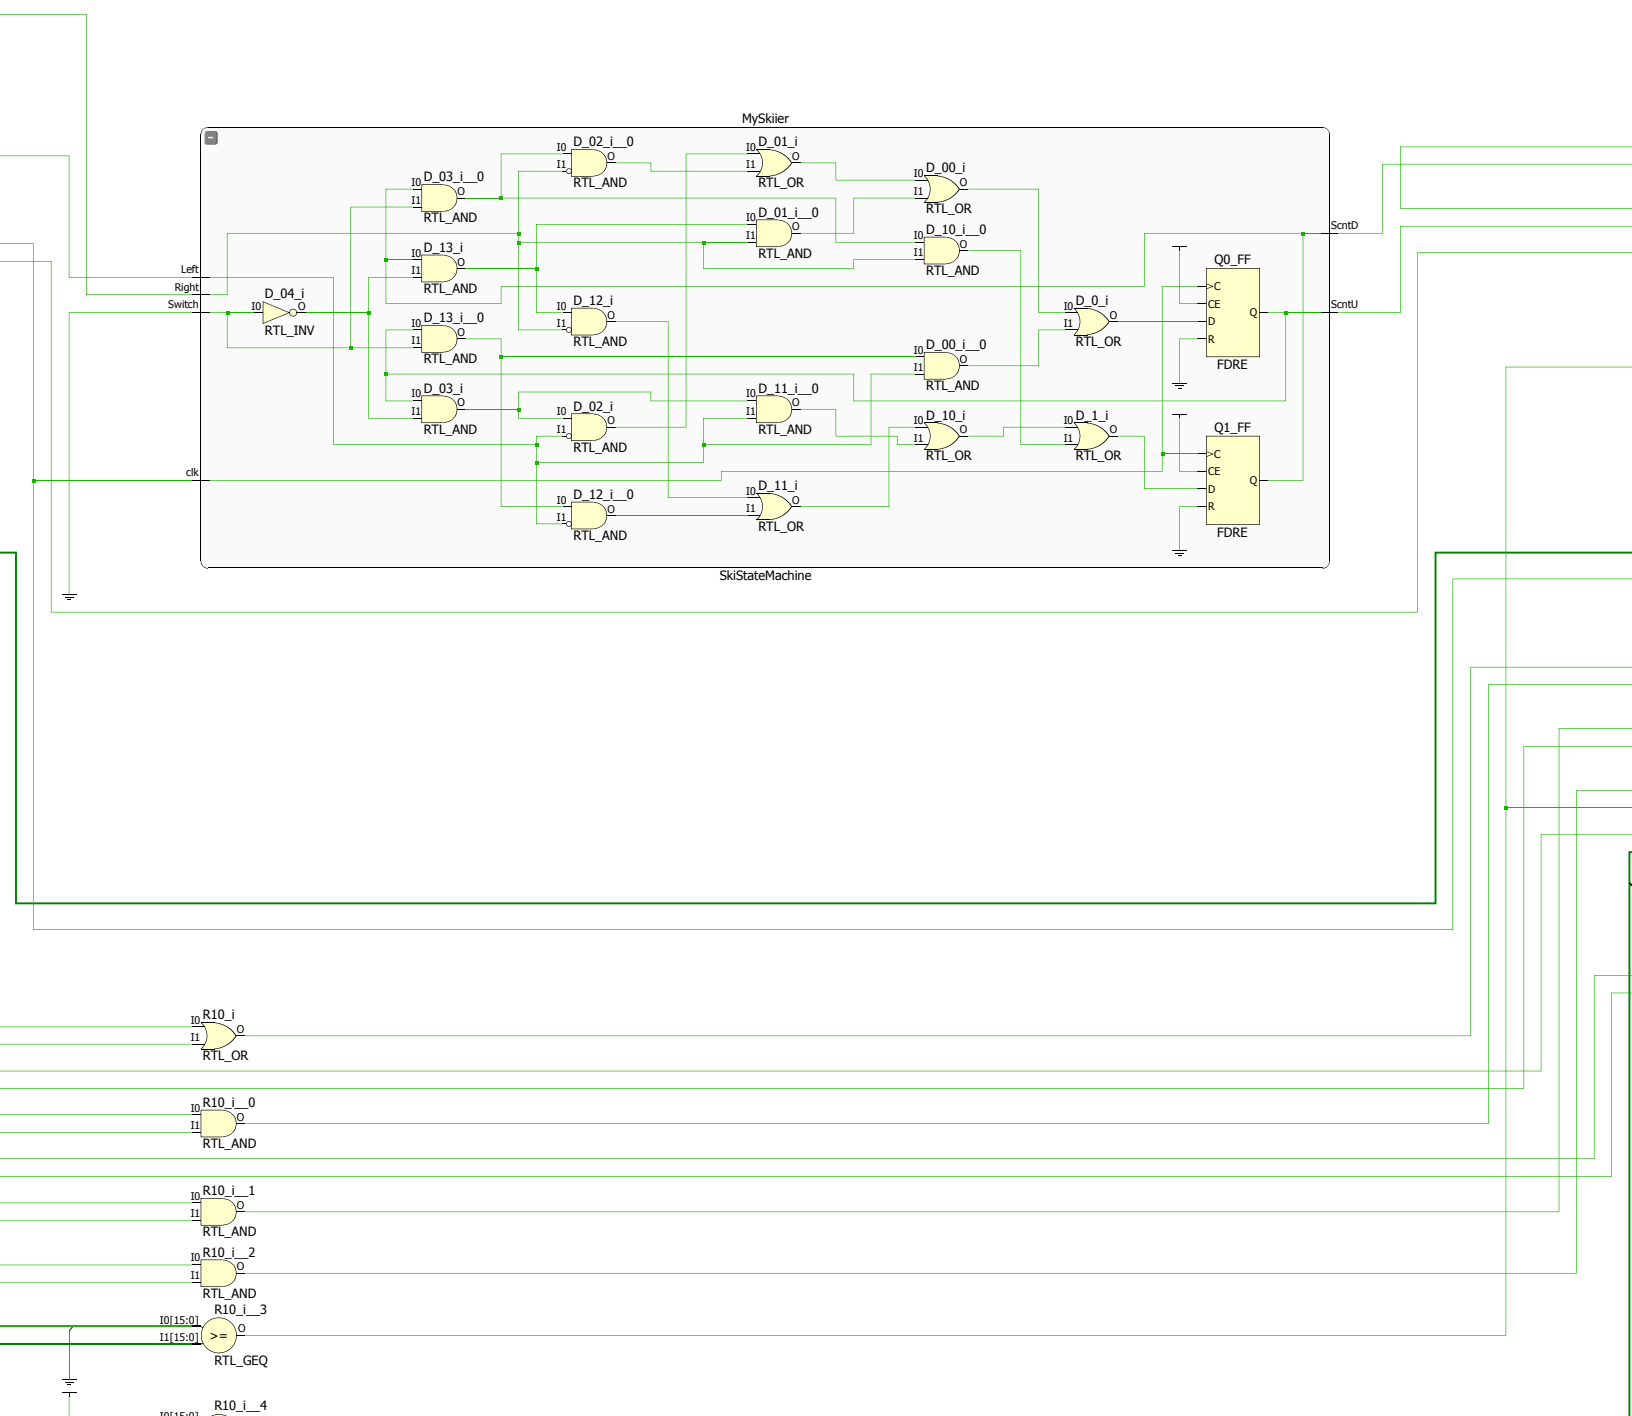 MySkiier
D_02_i__0
I0
I1
O
RTL_AND
D_01_i
I0
I1
O
RTL_OR
D_03_i__0
I0
I1
O
RTL_AND
D_00_i
I0
I1
O
RTL_OR
D_01_i__0
I0
I1
O
RTL_AND
D_10_i__0
I0
I1
O
RTL_AND
D_13_i
I0
I1
O
RTL_AND
ScntD
Left
Right
Switch
D_04_i
I0
O
RTL_INV
D_12_i
I0
I1
O
RTL_AND
D_0_i
I0
I1
O
RTL_OR
Q0_FF
>C
CE
D
R
Q
FDRE
ScntU
D_13_i__0
I0
I1
O
RTL_AND
D_00_i__0
I0
I1
O
RTL_AND
D_03_i
I0
I1
O
RTL_AND
D_02_i
I0
I1
O
RTL_AND
D_11_i__0
I0
I1
O
RTL_AND
D_10_i
I0
I1
O
RTL_OR
D_1_i
I0
I1
O
RTL_OR
Q1_FF
>C
CE
D
R
Q
FDRE
clk
D_12_i__0
I0
I1
O
RTL_AND
D_11_i
I0
I1
O
RTL_OR
SkiStateMachine
R10_i
I0
I1
O
RTL_OR
R10_i__0
I0
I1
O
RTL_AND
R10_i__1
I0
I1
O
RTL_AND
R10_i__2
I0
I1
O
RTL_AND
R10_i__3
I0[15:0]
I1[15:0]
>=
O
RTL_GEQ
R10_i__4
I0[15:0]